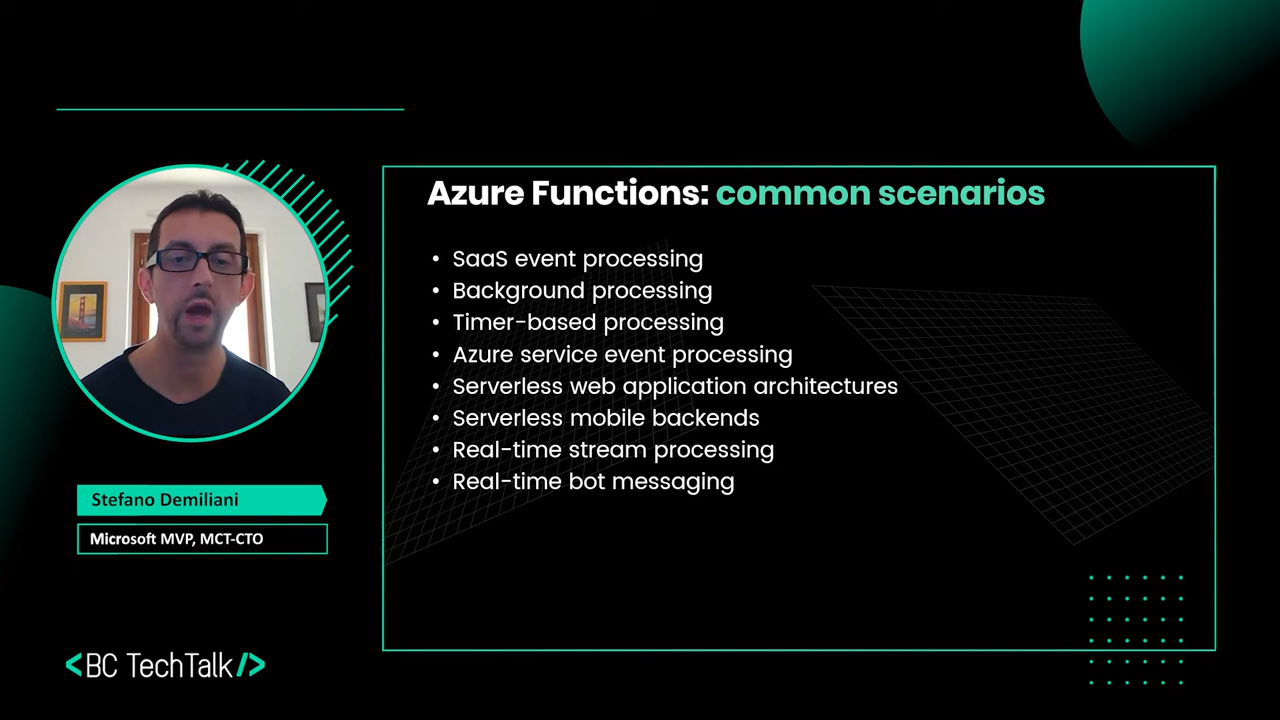 Azure Functions: common scenarios
• SaaS event processing
• Background processing
• Timer-based processing
• Azure service event processing
• Serverless web application architectures
• Serverless mobile backends
• Real-time stream processing
• Real-time bot messaging
Stefano Demiliani
Microsoft MVP, MCT-CTO
<BC TechTalk/>